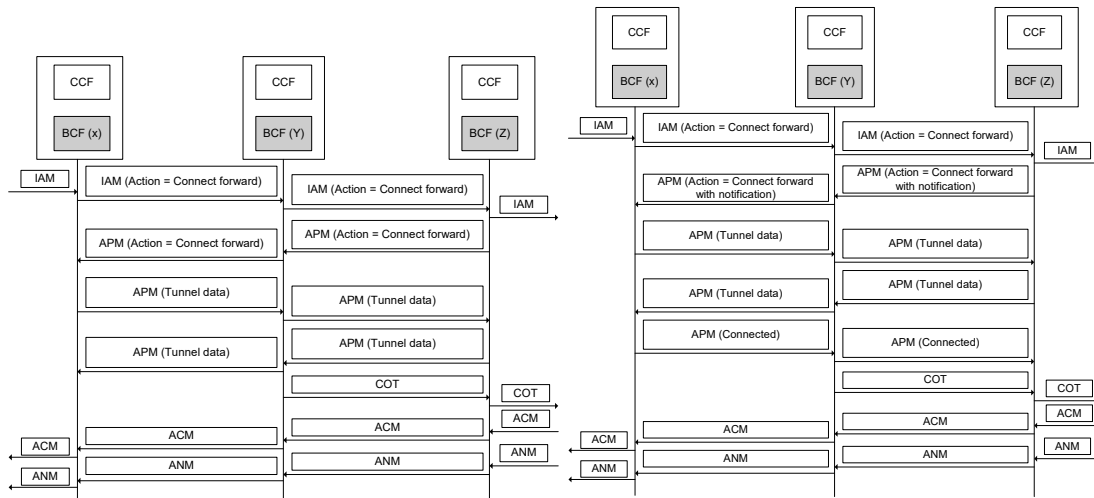 CCF
CCF
CCF
BCF (x)
BCF (Y)
BCF (Z)
IAM
IAM (Action = Connect forward)
IAM (Action = Connect forward)
IAM
APM (Action = Connect forward)
APM (Action = Connect forward)
APM (Tunnel data)
APM (Tunnel data)
APM (Tunnel data)
APM (Tunnel data)
COT
COT
ACM
ACM
ACM
ACM
ANM
ANM
ANM
ANM
CCF
CCF
CCF
BCF (x)
BCF (Y)
BCF (Z)
IAM
IAM (Action = Connect forward)
IAM (Action = Connect forward)
IAM
APM (Action = Connect forward
with notification)
APM (Action = Connect forward
with notification)
APM (Tunnel data)
APM (Tunnel data)
APM (Tunnel data)
APM (Tunnel data)
APM (Connected)
APM (Connected)
COT
COT
ACM
ACM
ACM
ACM
ANM
ANM
ANM
ANM